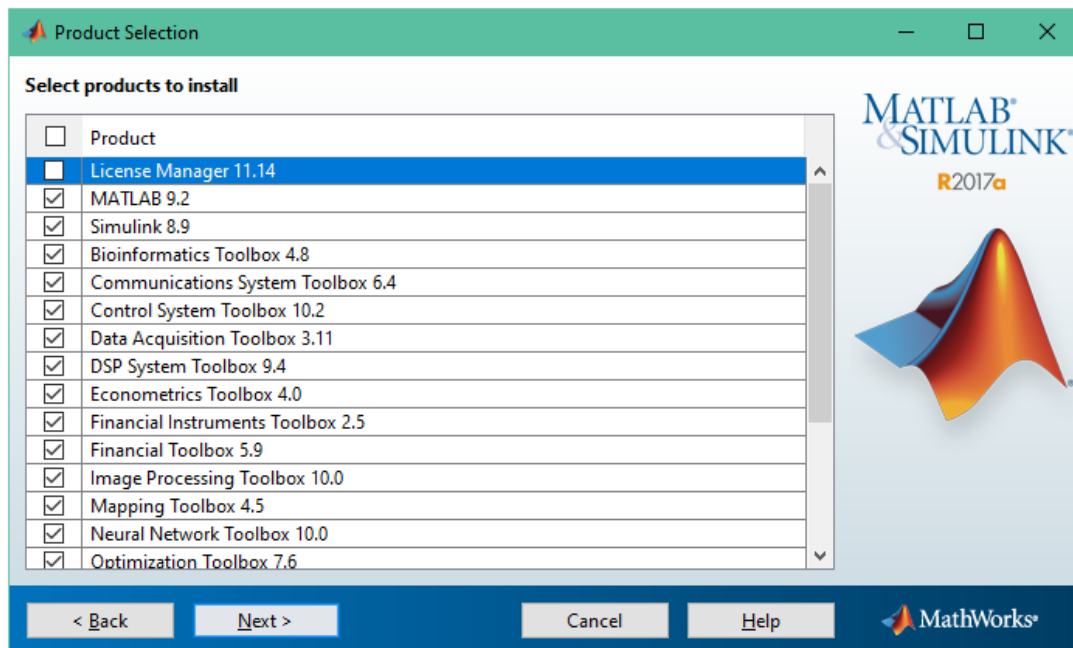 Product Selection
Select products to install
Product
License Manager 11.14
MATLAB 9.2
Simulink 8.9
Bioinformatics Toolbox 4.8
Communications System Toolbox 6.4
Control System Toolbox 10.2
Data Acquisition Toolbox 3.11
DSP System Toolbox 9.4
Econometrics Toolbox 4.0
Financial Instruments Toolbox 2.5
Financial Toolbox 5.9
Image Processing Toolbox 10.0
Mapping Toolbox 4.5
Neural Network Toolbox 10.0
Optimization Toolbox 7.6
MATLAB®
&SIMULINK®
R2017a
®
< Back
Next >
Cancel
Help
MathWorks®